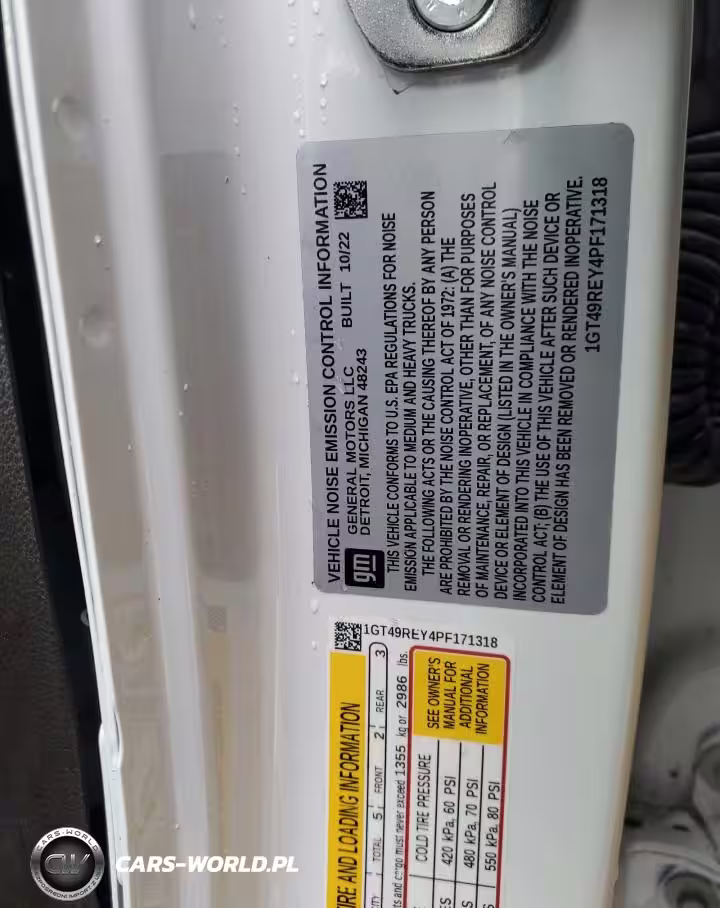 VEHICLE NOISE EMISSION CONTROL INFORMATION
gm
GENERAL MOTORS LLC
DETROIT, MICHIGAN 48243
BUILT 10/22
THIS VEHICLE CONFORMS TO U.S. EPA REGULATIONS FOR NOISE
EMISSION APPLICABLE TO MEDIUM AND HEAVY TRUCKS.
THE FOLLOWING ACTS OR THE CAUSING THEREOF BY ANY PERSON
ARE PROHIBITED BY THE NOISE CONTROL ACT OF 1972: (A) THE
REMOVAL OR RENDERING INOPERATIVE, OTHER THAN FOR PURPOSES
OF MAINTENANCE, REPAIR, OR REPLACEMENT, OF ANY NOISE CONTROL
DEVICE OR ELEMENT OF DESIGN (LISTED IN THE OWNER'S MANUAL)
INCORPORATED INTO THIS VEHICLE IN COMPLIANCE WITH THE NOISE
CONTROL ACT; (B) THE USE OF THIS VEHICLE AFTER SUCH DEVICE OR
ELEMENT OF DESIGN HAS BEEN REMOVED OR RENDERED INOPERATIVE.
1GT49REY4PF171318
1GT49REY4PF171318
TIRE AND LOADING INFORMATION
TOTAL 5 FRONT 2 REAR 3
and cargo must never exceed 1355 kg or 2986 lbs.
COLD TIRE PRESSURE
420 kPa, 60 PSI
480 kPa, 70 PSI
550 kPa, 80 PSI
SEE OWNER'S
MANUAL FOR
ADDITIONAL
INFORMATION
CARS-WORLD
CW
CARS-WORLD.PL